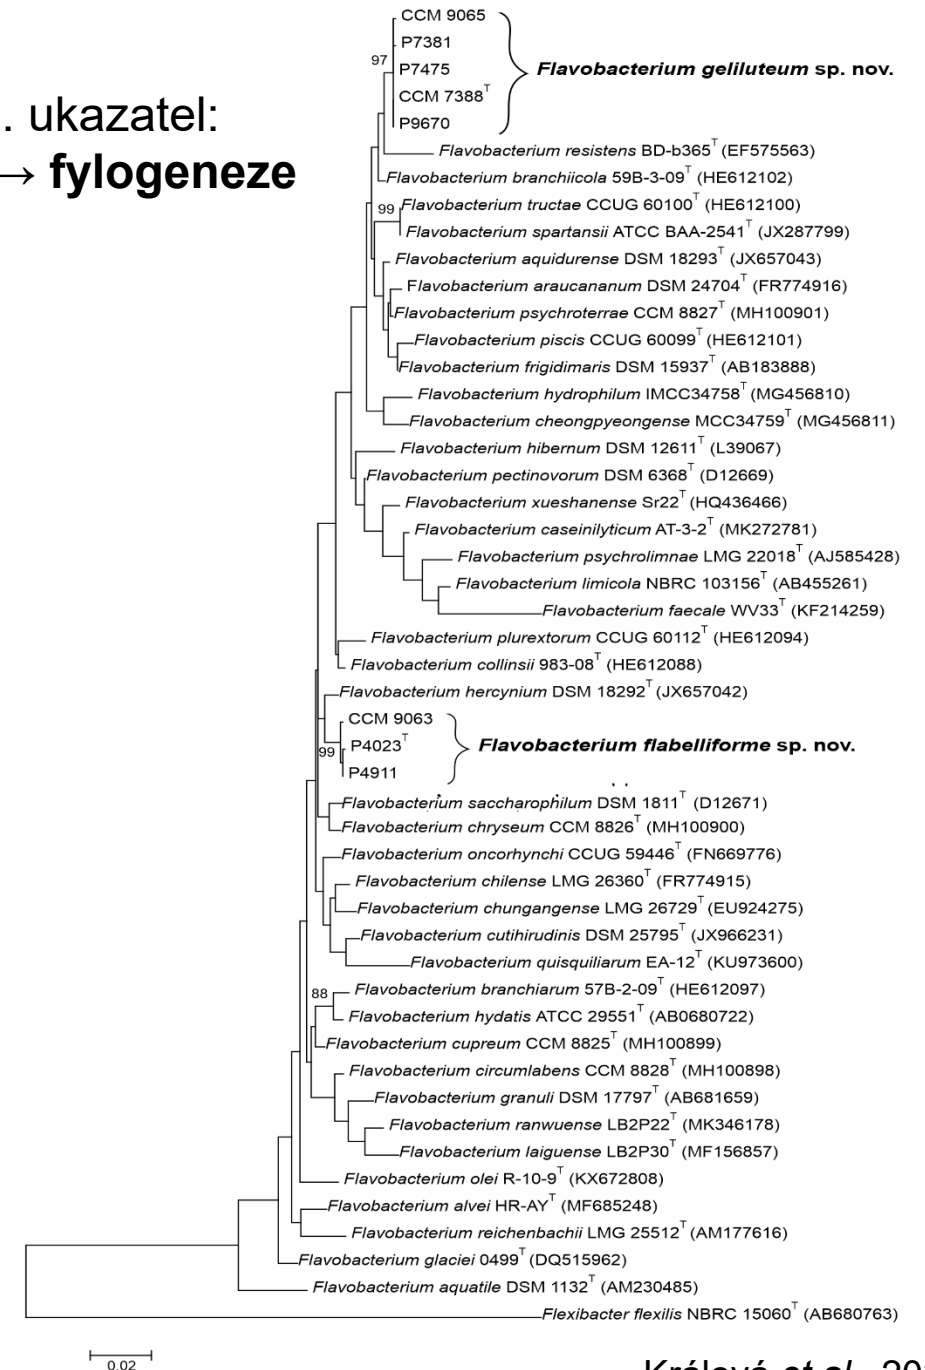 . ukazatel:
→ fylogeneze
CCM 9065
P7381
97
P7475
CCM 7388T
P9670
Flavobacterium geliluteum sp. nov.
Flavobacterium resistens BD-b365T (EF575563)
Flavobacterium branchiicola 59B-3-09T (HE612102)
99
Flavobacterium tructae CCUG 60100T (HE612100)
Flavobacterium spartansii ATCC BAA-2541T (JX287799)
Flavobacterium aquidurense DSM 18293T (JX657043)
Flavobacterium araucananum DSM 24704T (FR774916)
Flavobacterium psychroterrae CCM 8827T (MH100901)
Flavobacterium piscis CCUG 60099T (HE612101)
Flavobacterium frigidimaris DSM 15937T (AB183888)
Flavobacterium hydrophilum IMCC34758T (MG456810)
Flavobacterium cheongpyeongense MCC34759T (MG456811)
Flavobacterium hibernum DSM 12611T (L39067)
Flavobacterium pectinovorum DSM 6368T (D12669)
Flavobacterium xueshanense Sr22T (HQ436466)
Flavobacterium caseinilyticum AT-3-2T (MK272781)
Flavobacterium psychrolimnae LMG 22018T (AJ585428)
Flavobacterium limicola NBRC 103156T (AB455261)
Flavobacterium faecale WV33T (KF214259)
Flavobacterium plurextorum CCUG 60112T (HE612094)
Flavobacterium collinsii 983-08T (HE612088)
Flavobacterium hercynium DSM 18292T (JX657042)
CCM 9063
99
P4023T
P4911
Flavobacterium flabelliforme sp. nov.
Flavobacterium saccharophilum DSM 1811T (D12671)
Flavobacterium chryseum CCM 8826T (MH100900)
Flavobacterium oncorhynchi CCUG 59446T (FN669776)
Flavobacterium chilense LMG 26360T (FR774915)
Flavobacterium chungangense LMG 26729T (EU924275)
Flavobacterium cutihirudinis DSM 25795T (JX966231)
Flavobacterium quisquiliarum EA-12T (KU973600)
88
Flavobacterium branchiarum 57B-2-09T (HE612097)
Flavobacterium hydatis ATCC 29551T (AB0680722)
Flavobacterium cupreum CCM 8825T (MH100899)
Flavobacterium circumlabens CCM 8828T (MH100898)
Flavobacterium granuli DSM 17797T (AB681659)
Flavobacterium ranwuense LB2P22T (MK346178)
Flavobacterium laiguense LB2P30T (MF156857)
Flavobacterium olei R-10-9T (KX672808)
Flavobacterium alvei HR-AYT (MF685248)
Flavobacterium reichenbachii LMG 25512T (AM177616)
Flavobacterium glaciei 0499T (DQ515962)
Flavobacterium aquatile DSM 1132T (AM230485)
Flexibacter flexilis NBRC 15060T (AB680763)
0.02